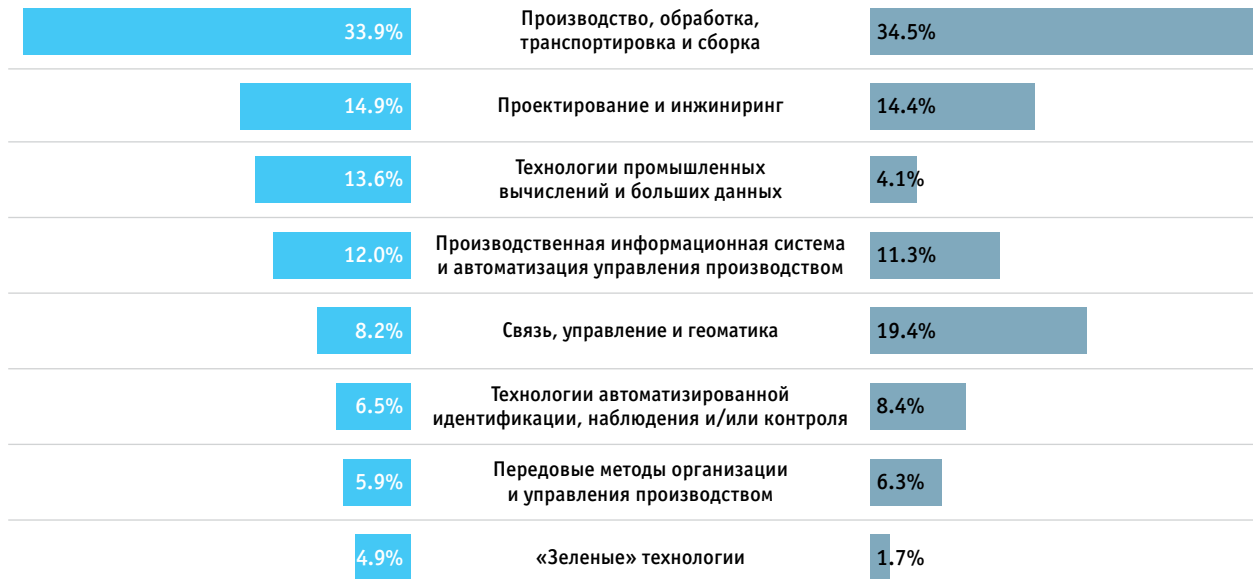 33.9%
Производство, обработка,
транспортировка и сборка
34.5%
14.9%
Проектирование и инжиниринг
14.4%
13.6%
Технологии промышленных
вычислений и больших данных
4.1%
12.0%
Производственная информационная система
и автоматизация управления производством
11.3%
8.2%
Связь, управление и геоматика
19.4%
6.5%
Технологии автоматизированной
идентификации, наблюдения и/или контроля
8.4%
5.9%
Передовые методы организации
и управления производством
6.3%
4.9%
«Зеленые» технологии
1.7%